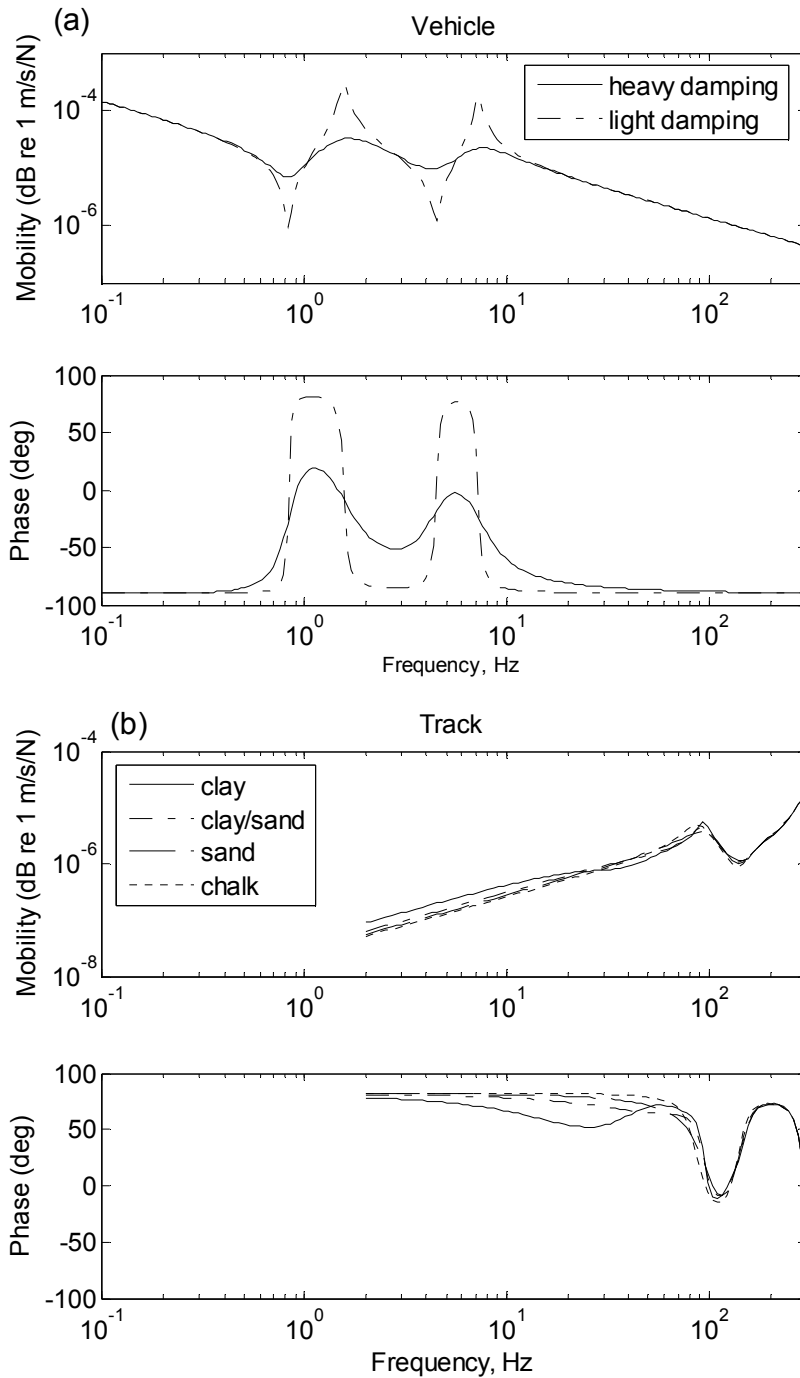 (a)
Vehicle
Mobility (dB re 1 m/s/N)
10^-4
10^-6
heavy damping
light damping
10^-1 10^0 10^1 10^2
Phase (deg)
100
50
0
-50
-100
10^-1 10^0 10^1 10^2
Frequency, Hz
(b)
Track
Mobility (dB re 1 m/s/N)
10^-4
10^-6
10^-8
clay
clay/sand
sand
chalk
10^-1 10^0 10^1 10^2
Phase (deg)
100
50
0
-50
-100
10^-1 10^0 10^1 10^2
Frequency, Hz